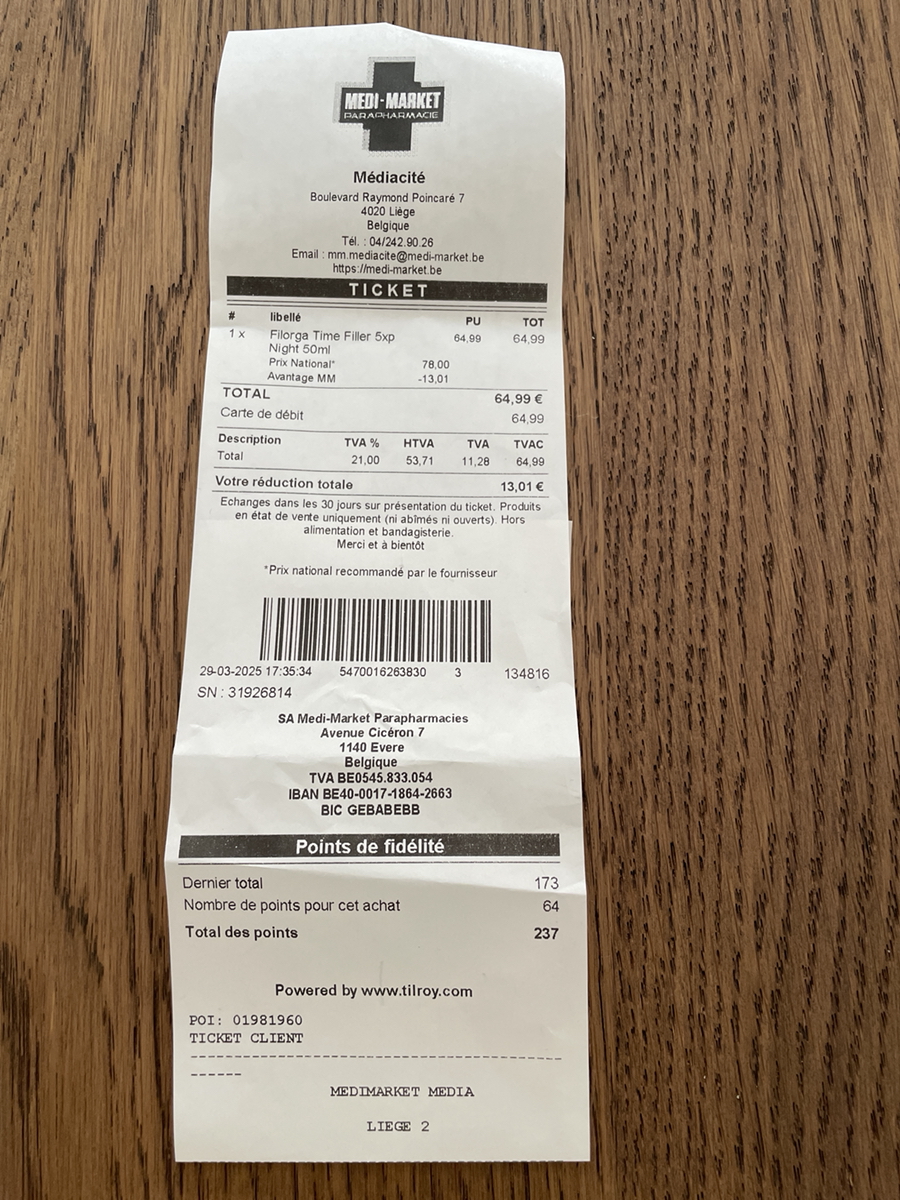 MEDI-MARKET
PARAPHARMACIE
Médiacité
Boulevard Raymond Poincaré 7
4020 Liège
Belgique
Tél. : 04/242.90.26
Email : mm.mediacite@medi-market.be
https://medi-market.be
TICKET
# libellé PU TOT
1 x Filorga Time Filler 5xp 64,99 64,99
Night 50ml
Prix National* 78,00
Avantage MM -13,01
TOTAL 64,99 €
Carte de débit 64,99
Description TVA % HTVA TVA TVAC
Total 21,00 53,71 11,28 64,99
Votre réduction totale 13,01 €
Echanges dans les 30 jours sur présentation du ticket. Produits
en état de vente uniquement (ni abîmés ni ouverts). Hors
alimentation et bandagisterie.
Merci et à bientôt
*Prix national recommandé par le fournisseur
29-03-2025 17:35:34 5470016263830 3 134816
SN : 31926814
SA Medi-Market Parapharmacies
Avenue Cicéron 7
1140 Evere
Belgique
TVA BE0545.833.054
IBAN BE40-0017-1864-2663
BIC GEBABEBB
Points de fidélité
Dernier total 173
Nombre de points pour cet achat 64
Total des points 237
Powered by www.tilroy.com
POI: 01981960
TICKET CLIENT
MEDIMARKET MEDIA
LIEGE 2